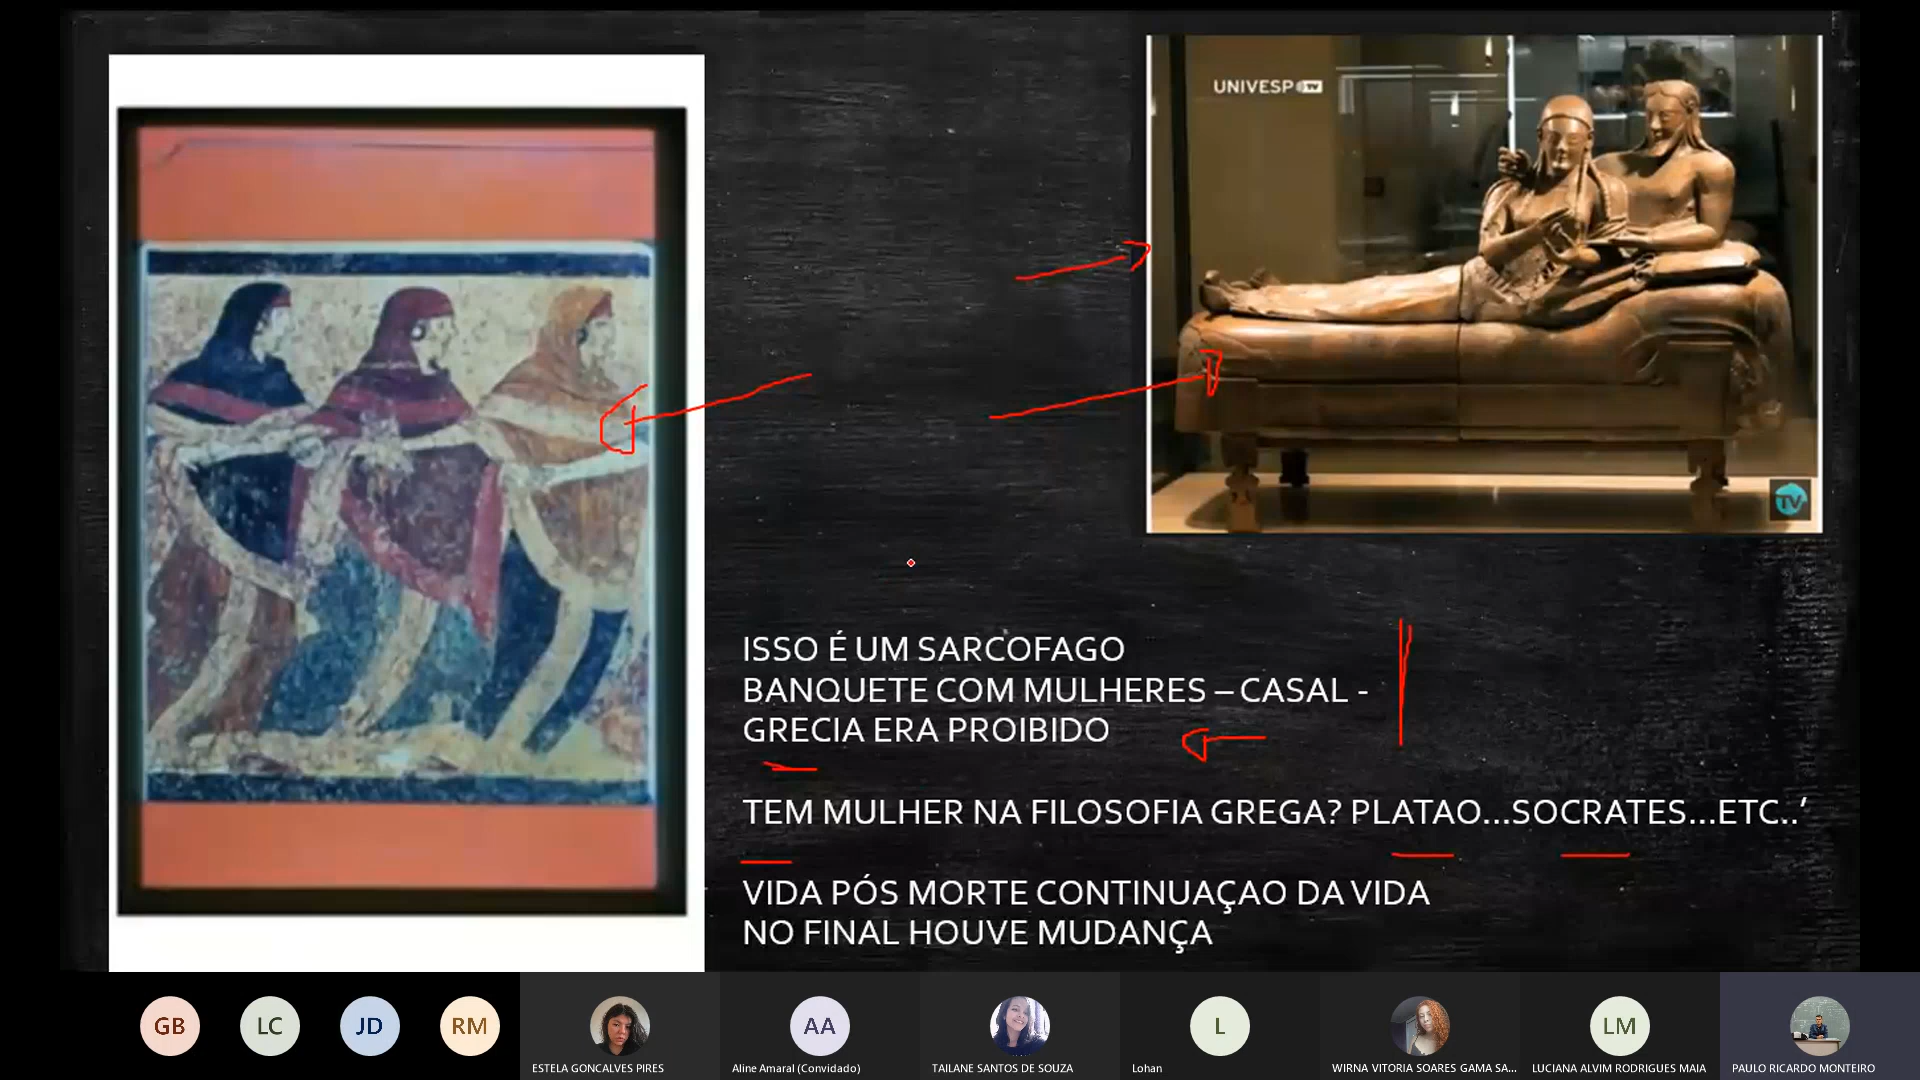 UNIVESP TV
TV
ISSO É UM SARCOFAGO
BANQUETE COM MULHERES – CASAL -
GRECIA ERA PROIBIDO
TEM MULHER NA FILOSOFIA GREGA? PLATAO...SOCRATES...ETC..’
VIDA PÓS MORTE CONTINUAÇAO DA VIDA
NO FINAL HOUVE MUDANÇA
GB LC JD RM AA L LM
ESTELA GONCALVES PIRES Aline Amaral (Convidado) TAILANE SANTOS DE SOUZA Lohan WIRNA VITORIA SOARES GAMA SA... LUCIANA ALVIM RODRIGUES MAIA PAULO RICARDO MONTEIRO